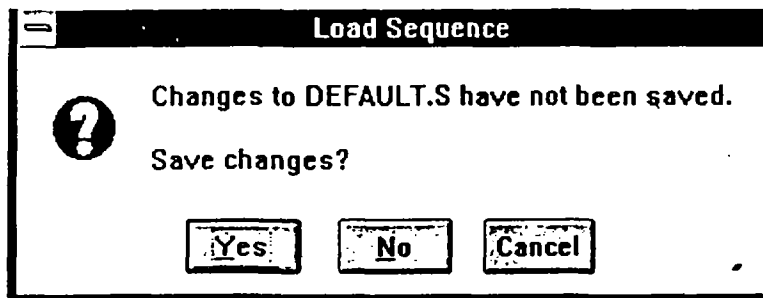 Load Sequence
Changes to DEFAULT.S have not been saved.
Save changes?
Yes No Cancel